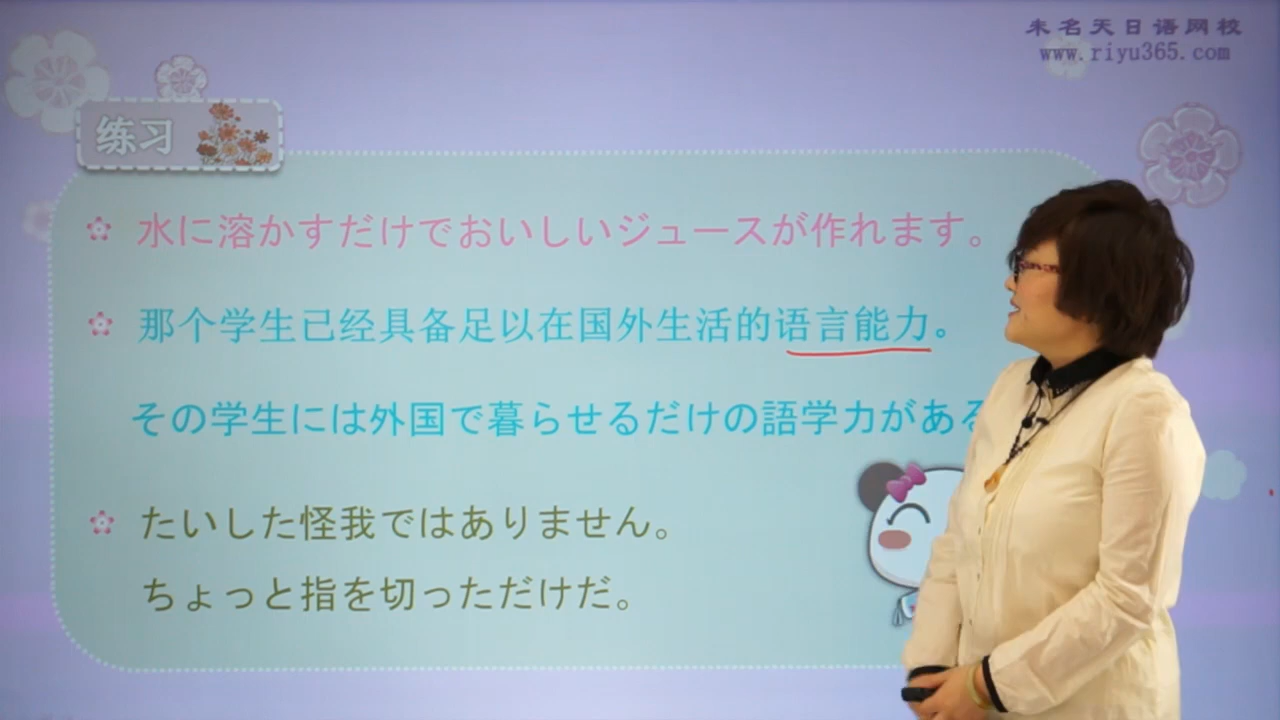 未名天日语网校
www.riyu365.com
练习
水に溶かすだけでおいしいジュースが作れます。
那个学生已经具备足以在国外生活的语言能力。
その学生には外国で暮らせるだけの語学力がある
たいした怪我ではありません。
ちょっと指を切っただけだ。